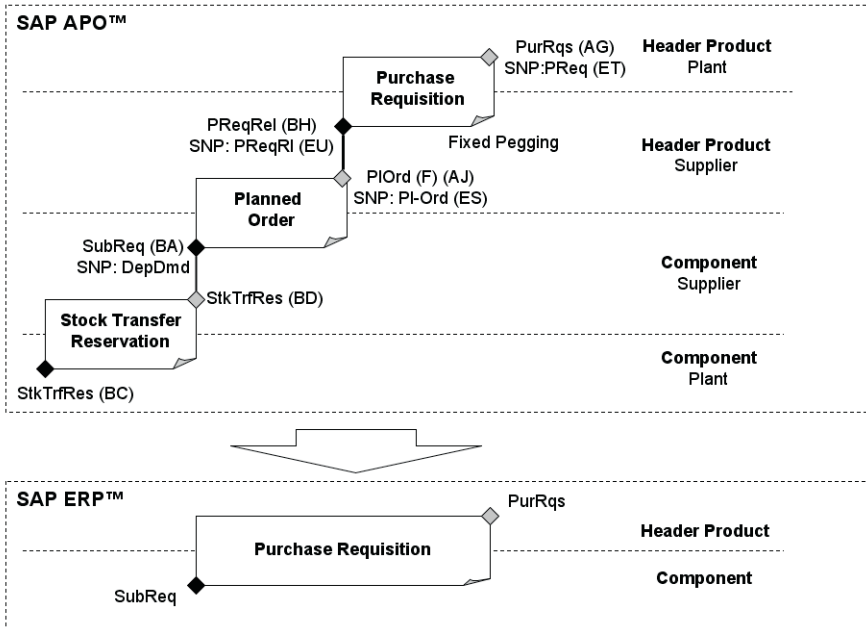 SAP APO™
PurRqs (AG)
SNP:PReq (ET)
Header Product
Plant
Purchase
Requisition
PReqRel (BH)
SNP: PReqRl (EU)
Fixed Pegging
Header Product
Supplier
PlOrd (F) (AJ)
SNP: Pl-Ord (ES)
Planned
Order
SubReq (BA)
SNP: DepDmd
Component
Supplier
StkTrfRes (BD)
Stock Transfer
Reservation
Component
Plant
StkTrfRes (BC)
SAP ERP™
PurRqs
Header Product
Purchase Requisition
Component
SubReq